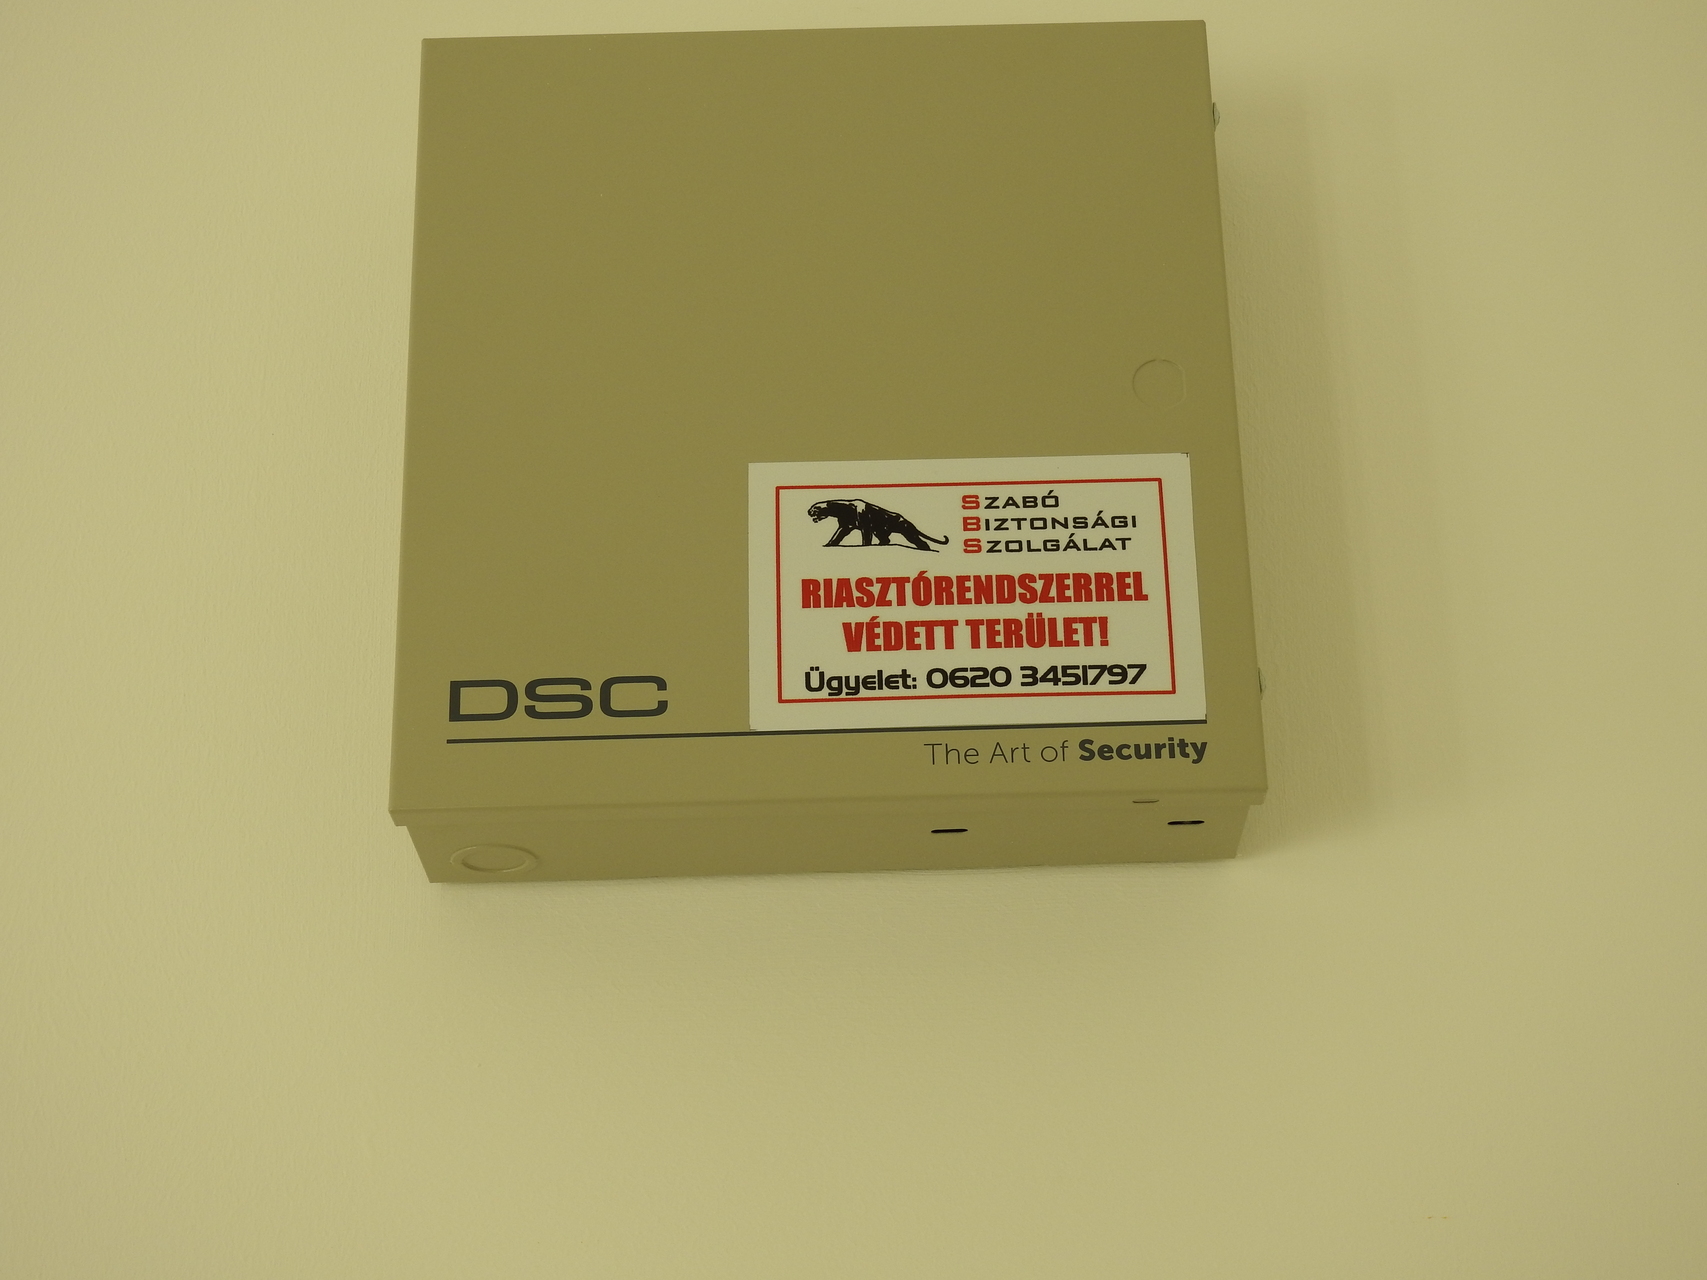 SZABÓ
BIZTONSÁGI
SZOLGÁLAT
RIASZTÓRENDSZERREL
VÉDETT TERÜLET!
Ügyelet: 0620 3451797
DSC
The Art of Security